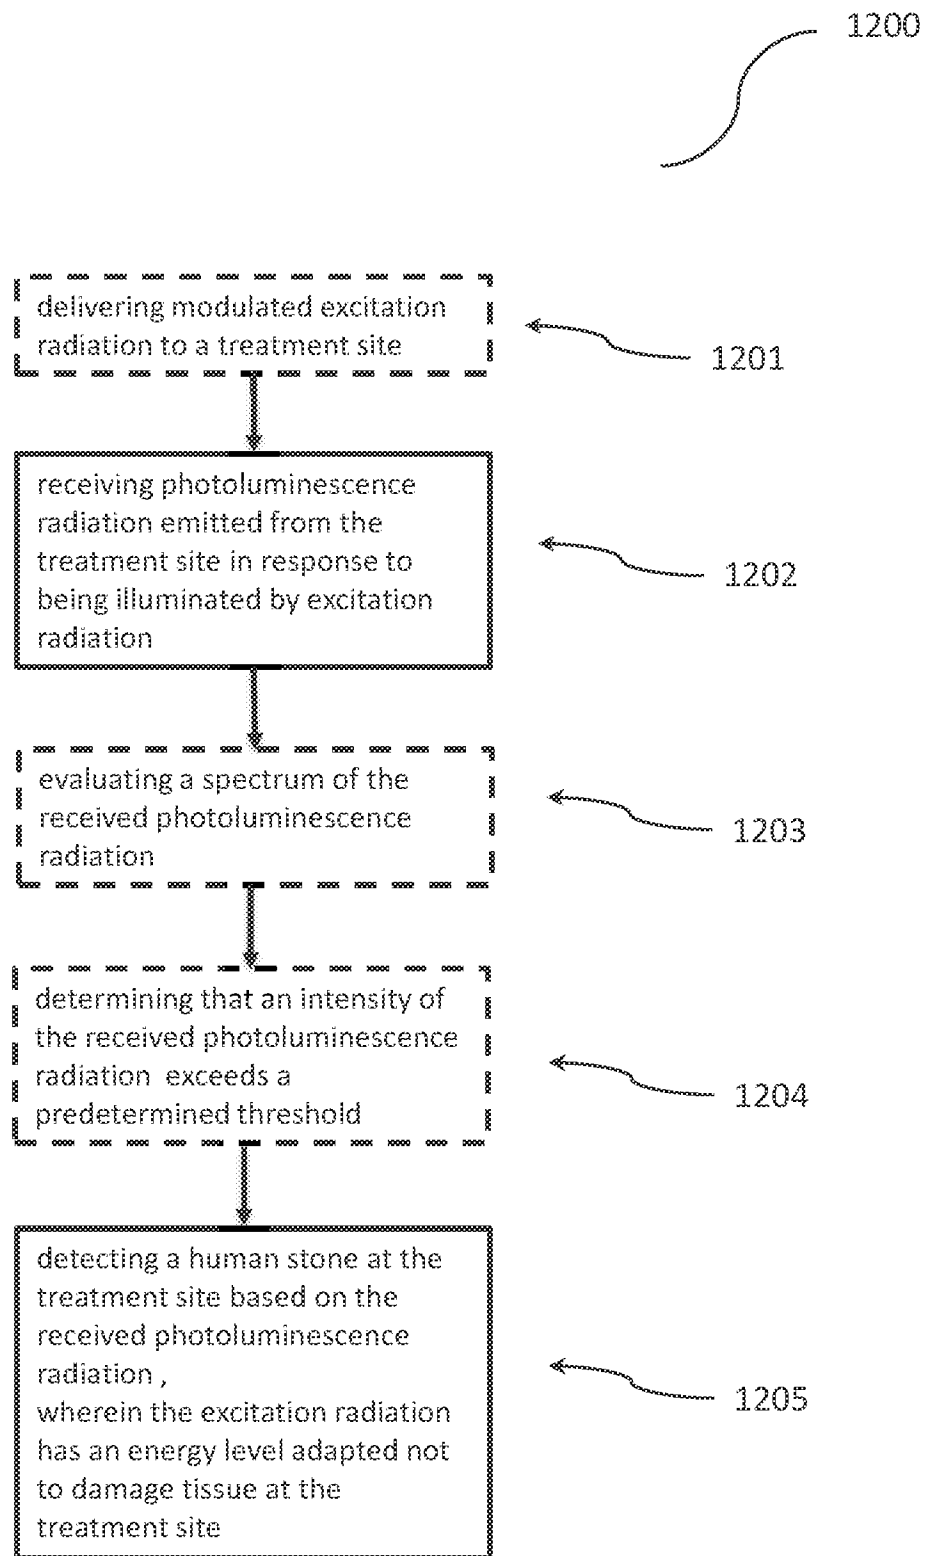 1200
delivering modulated excitation
radiation to a treatment site
1201
receiving photoluminescence
radiation emitted from the
treatment site in response to
being illuminated by excitation
radiation
1202
evaluating a spectrum of the
received photoluminescence
radiation
1203
determining that an intensity of
the received photoluminescence
radiation exceeds a
predetermined threshold
1204
detecting a human stone at the
treatment site based on the
received photoluminescence
radiation ,
wherein the excitation radiation
has an energy level adapted not
to damage tissue at the
treatment site
1205